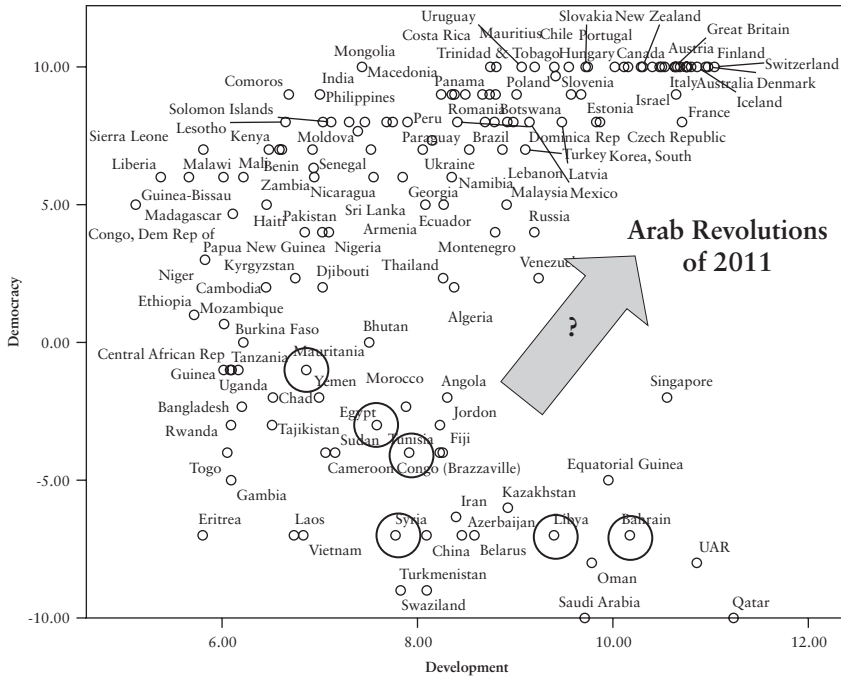 Uruguay Mauritius Slovakia New Zealand
Costa Rica Chile Portugal Great Britain
Mongolia Trinidad & Tobago Hungary Canada Austria Finland
10.00 Switzerland
Macedonia
Comoros India Panama Poland Slovenia Italy Australia Denmark
Philippines Israel Iceland
Solomon Islands Romania Botswana Estonia France
Lesotho Peru
Sierra Leone Kenya Moldova Paraguay Brazil Dominica Rep Czech Republic
Turkey Korea, South
Liberia Malawi Mali Benin Senegal Ukraine Lebanon Latvia
Zambia Nicaragua Namibia Malaysia Mexico
Guinea-Bissau Georgia
5.00 Madagascar Haiti Pakistan Sri Lanka Ecuador Russia
Congo, Dem Rep of Armenia
Papua New Guinea Nigeria Montenegro
Arab Revolutions
of 2011
Niger Kyrgyzstan Djibouti Thailand Venezu
Cambodia
Ethiopia Mozambique Algeria
Burkina Faso Bhutan
?
0.00
Central African Rep Tanzania Mauritania
Guinea Uganda Yemen Morocco Angola Singapore
Chad
Bangladesh Egypt Jordon
Rwanda Tajikistan Sudan Tunisia Fiji
Togo Cameroon Congo (Brazzaville) Equatorial Guinea
-5.00
Gambia Kazakhstan
Iran
Eritrea Laos Syria Azerbaijan Libya Bahrain
Vietnam China Belarus UAR
Turkmenistan Oman
Swaziland Saudi Arabia Qatar
-10.00
6.00 8.00 10.00 12.00
Development
Democracy